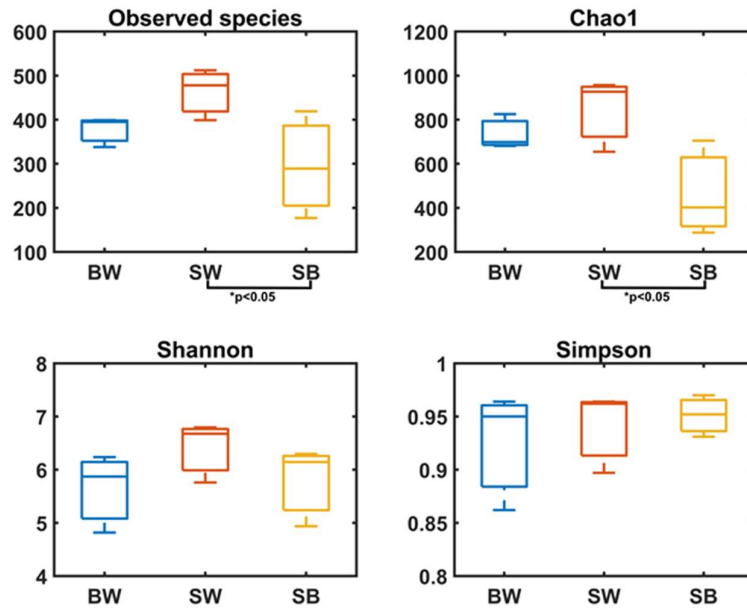 Observed species
600
500
400
300
200
100
BW SW SB
*p<0.05
Chao1
1200
1000
800
600
400
200
BW SW SB
*p<0.05
Shannon
8
7
6
5
4
BW SW SB
Simpson
1
0.95
0.9
0.85
0.8
BW SW SB